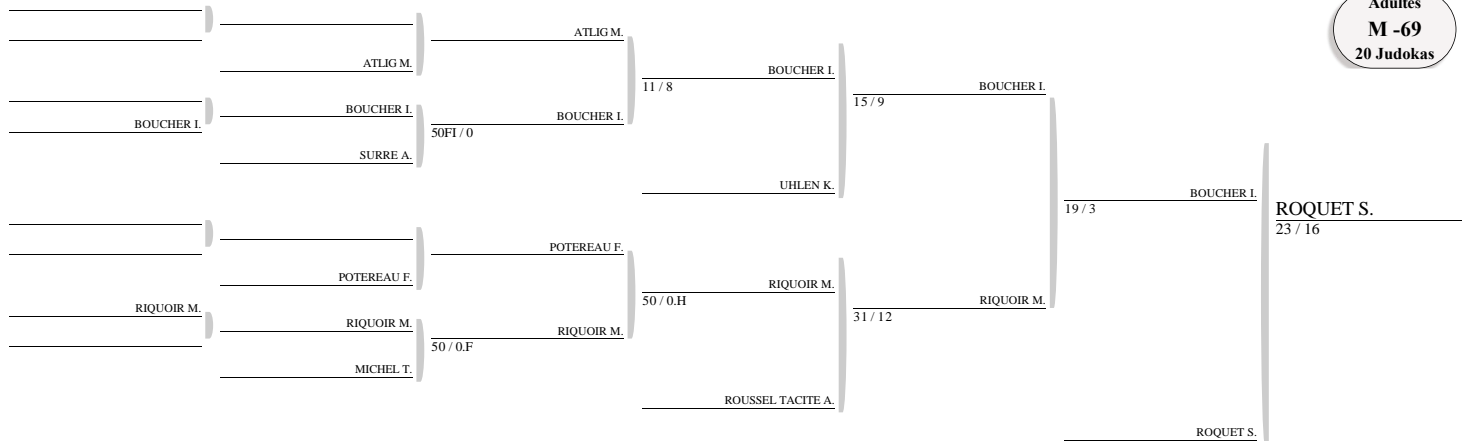 Adultes
M -69
20 Judokas
ATLIG M.
ATLIG M.
BOUCHER I.
11 / 8
BOUCHER I.
15 / 9
BOUCHER I.
BOUCHER I.
BOUCHER I.
50FI / 0
SURRE A.
UHLEN K.
BOUCHER I.
19 / 3
ROQUET S.
23 / 16
POTEREAU F.
POTEREAU F.
RIQUOIR M.
50 / 0.H
RIQUOIR M.
31 / 12
RIQUOIR M.
RIQUOIR M.
RIQUOIR M.
50 / 0.F
MICHEL T.
ROUSSEL TACITE A.
ROQUET S.